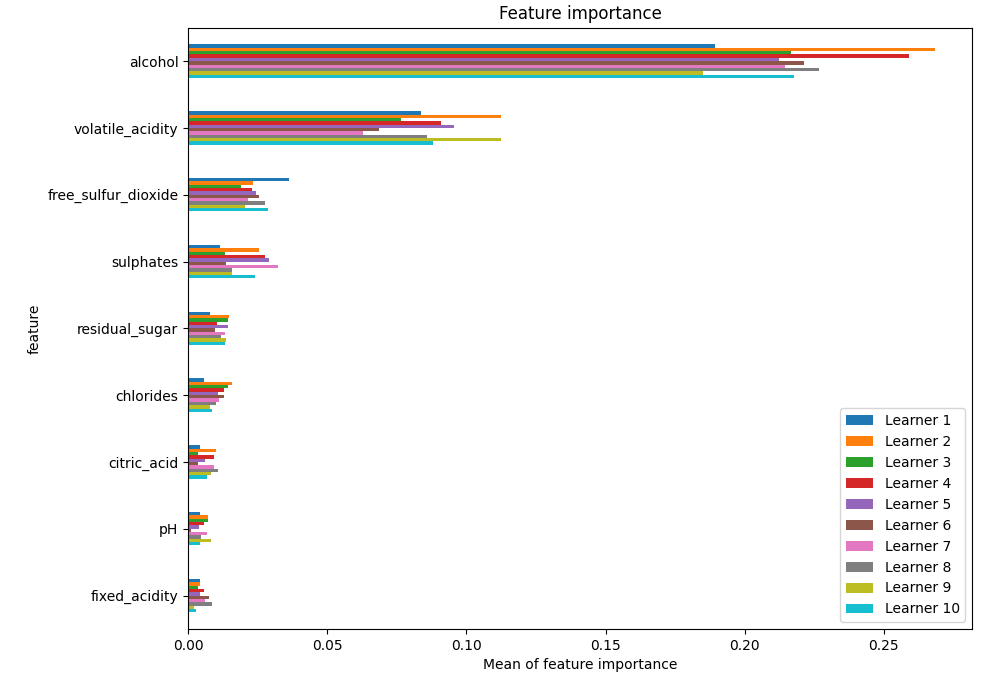 Feature importance
alcohol
volatile_acidity
free_sulfur_dioxide
sulphates
residual_sugar
chlorides
citric_acid
pH
fixed_acidity
feature
Learner 1
Learner 2
Learner 3
Learner 4
Learner 5
Learner 6
Learner 7
Learner 8
Learner 9
Learner 10
0.00 0.05 0.10 0.15 0.20 0.25
Mean of feature importance